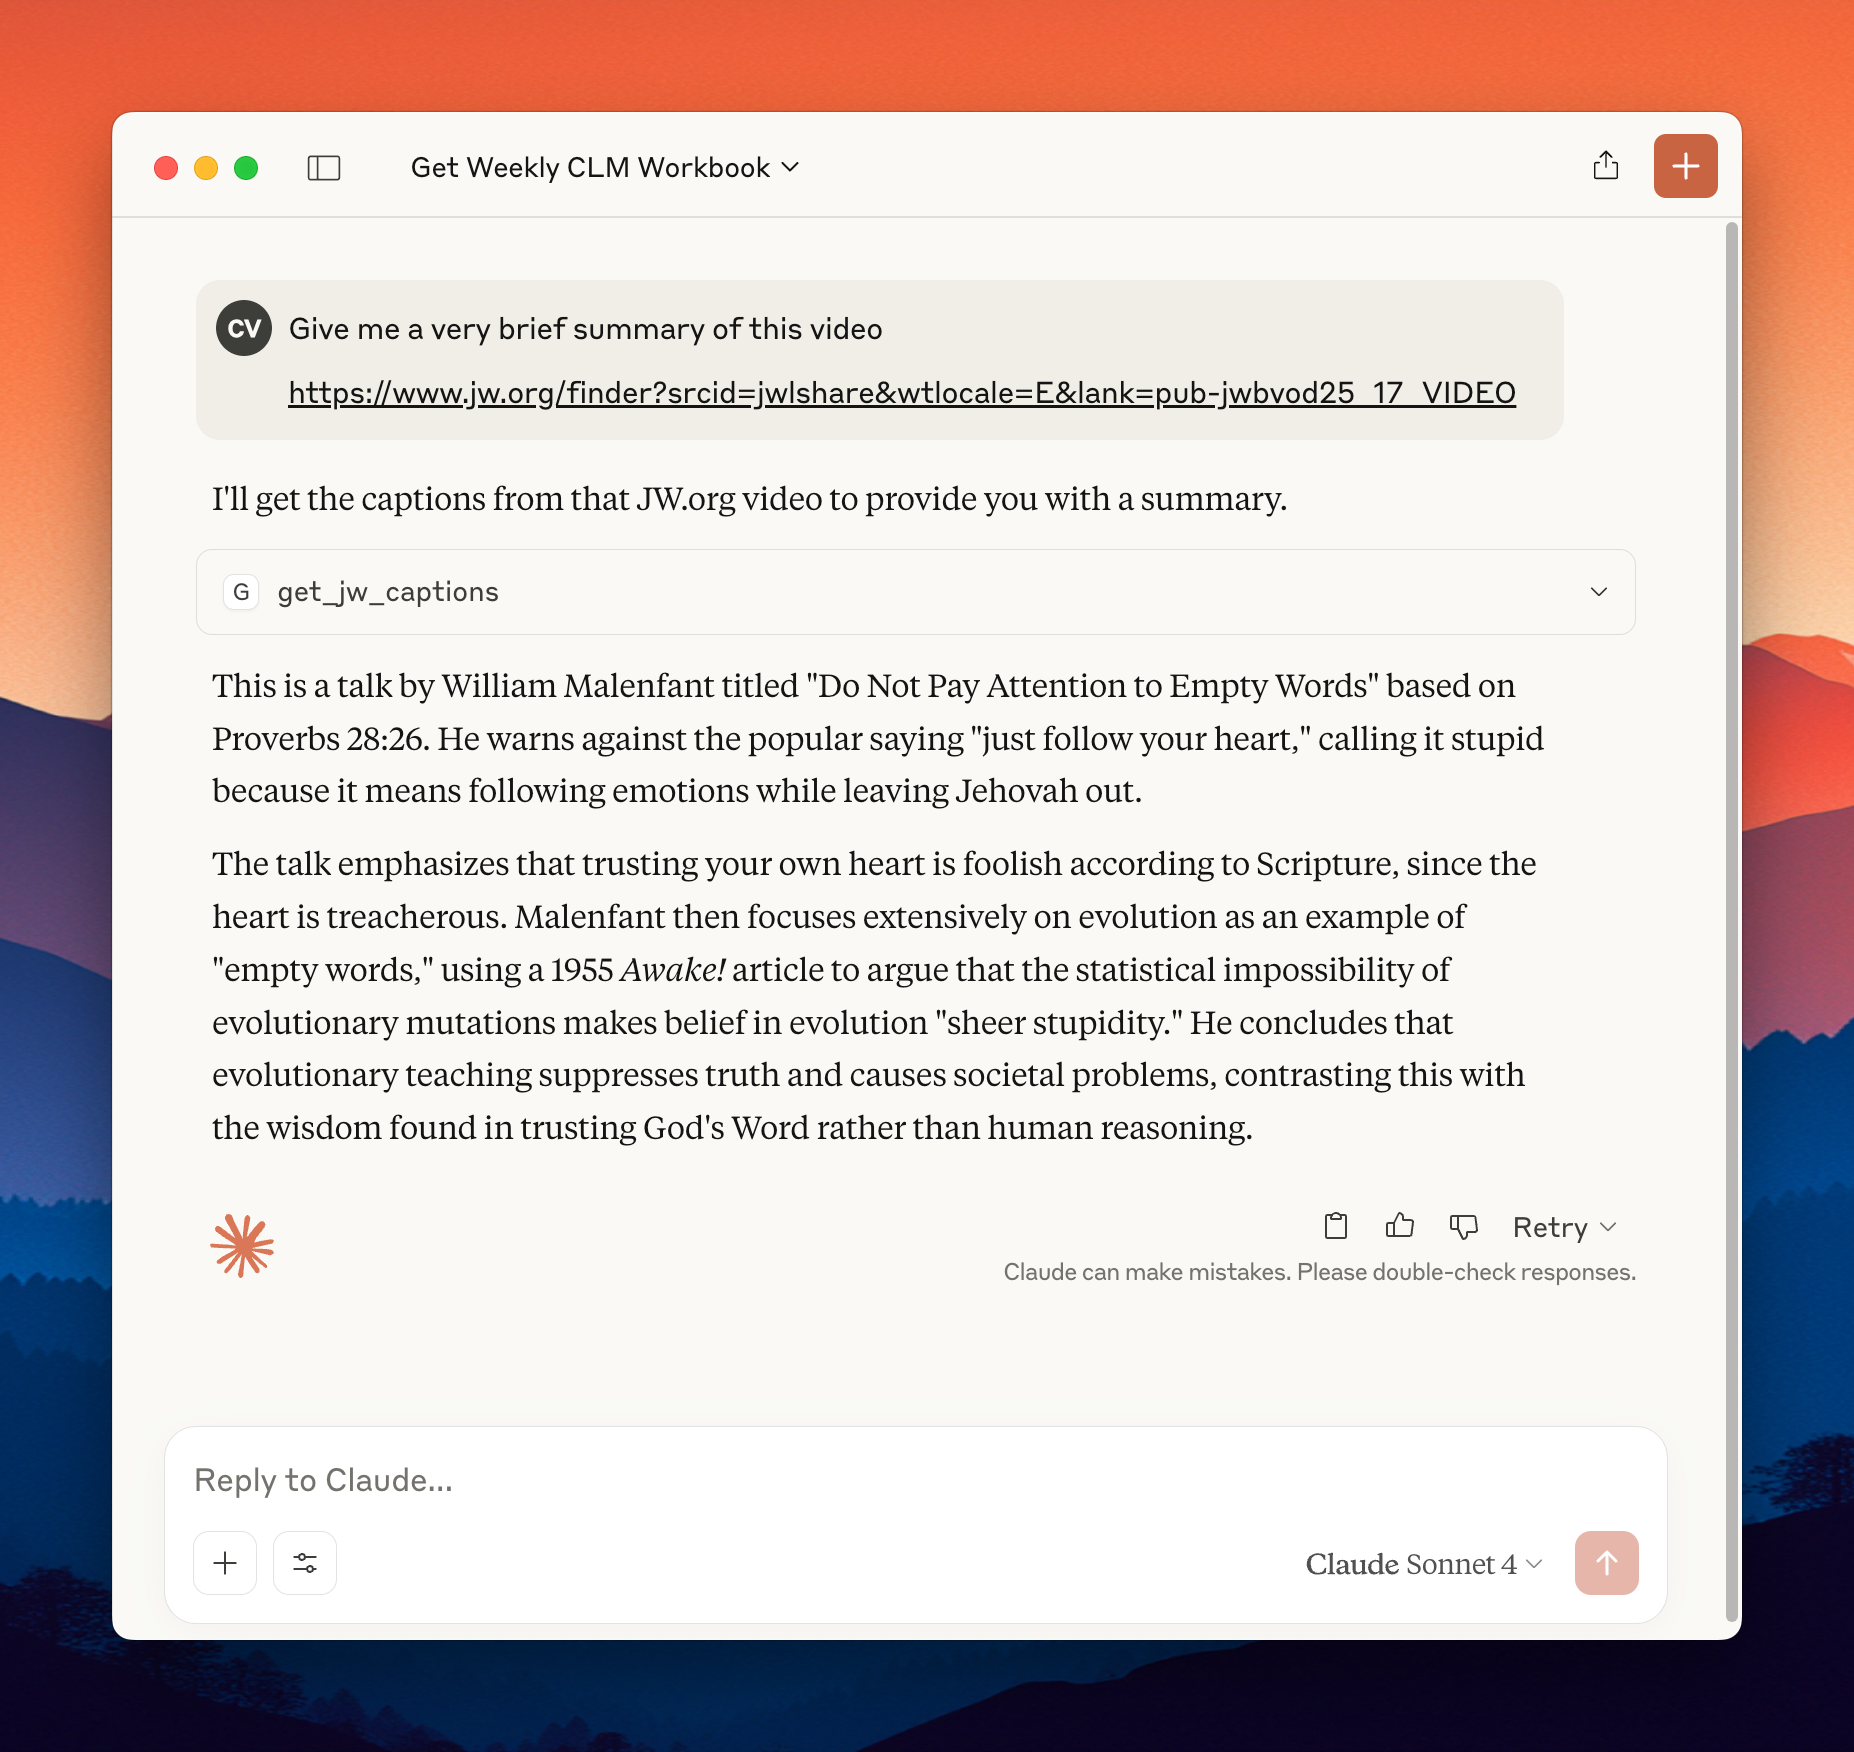 Get Weekly CLM Workbook
CV
Give me a very brief summary of this video
https://www.jw.org/finder?srcid=jwlshare&wtlocale=E&lank=pub-jwbvod25_17_VIDEO
I'll get the captions from that JW.org video to provide you with a summary.
G
get_jw_captions
This is a talk by William Malenfant titled "Do Not Pay Attention to Empty Words" based on
Proverbs 28:26. He warns against the popular saying "just follow your heart," calling it stupid
because it means following emotions while leaving Jehovah out.
The talk emphasizes that trusting your own heart is foolish according to Scripture, since the
heart is treacherous. Malenfant then focuses extensively on evolution as an example of
"empty words," using a 1955 Awake! article to argue that the statistical impossibility of
evolutionary mutations makes belief in evolution "sheer stupidity." He concludes that
evolutionary teaching suppresses truth and causes societal problems, contrasting this with
the wisdom found in trusting God's Word rather than human reasoning.
Retry
Claude can make mistakes. Please double-check responses.
Reply to Claude...
Claude Sonnet 4